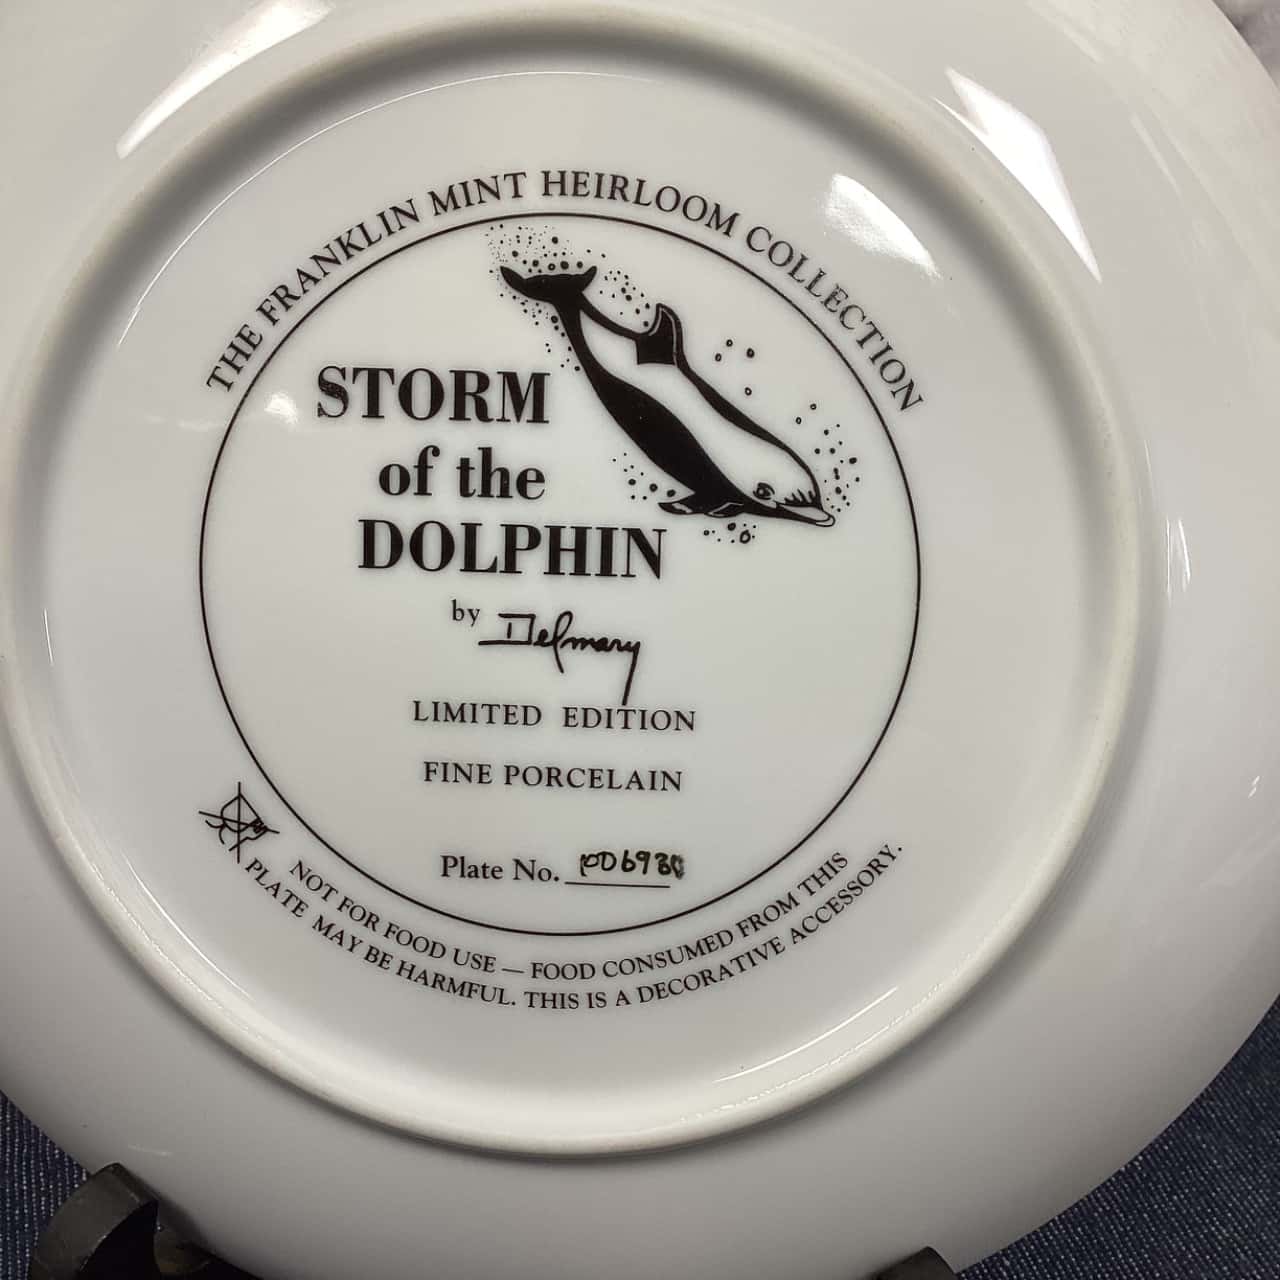 THE FRANKLIN MINT HEIRLOOM COLLECTION
STORM
of the
DOLPHIN
by Delmary
LIMITED EDITION
FINE PORCELAIN
Plate No.
NOT FOR FOOD USE — FOOD CONSUMED FROM THIS
PLATE MAY BE HARMFUL. THIS IS A DECORATIVE ACCESSORY.